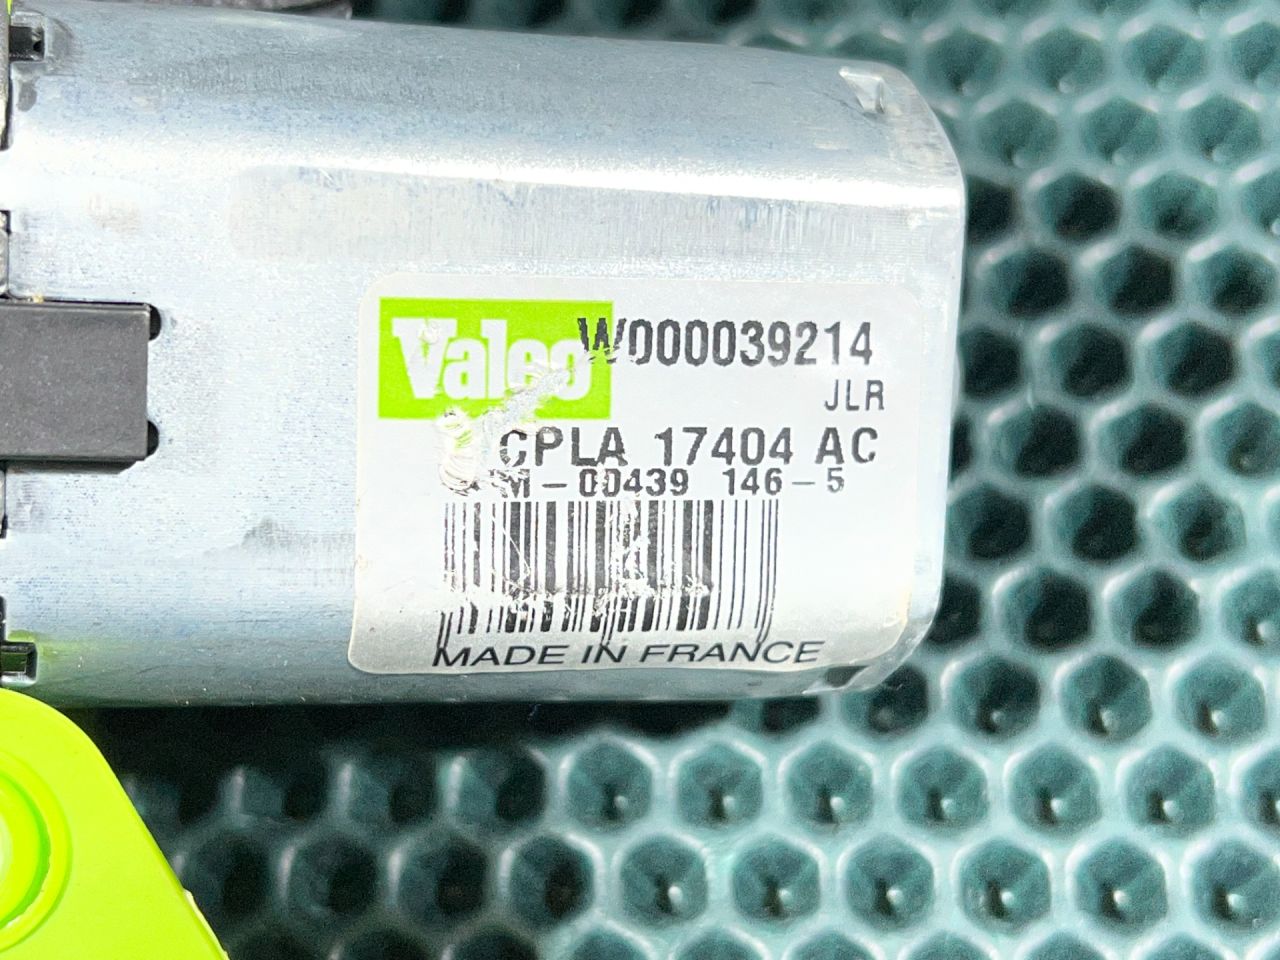 Valeo W000039214
JLR
CPLA 17404 AC
M-00439 146-5
MADE IN FRANCE